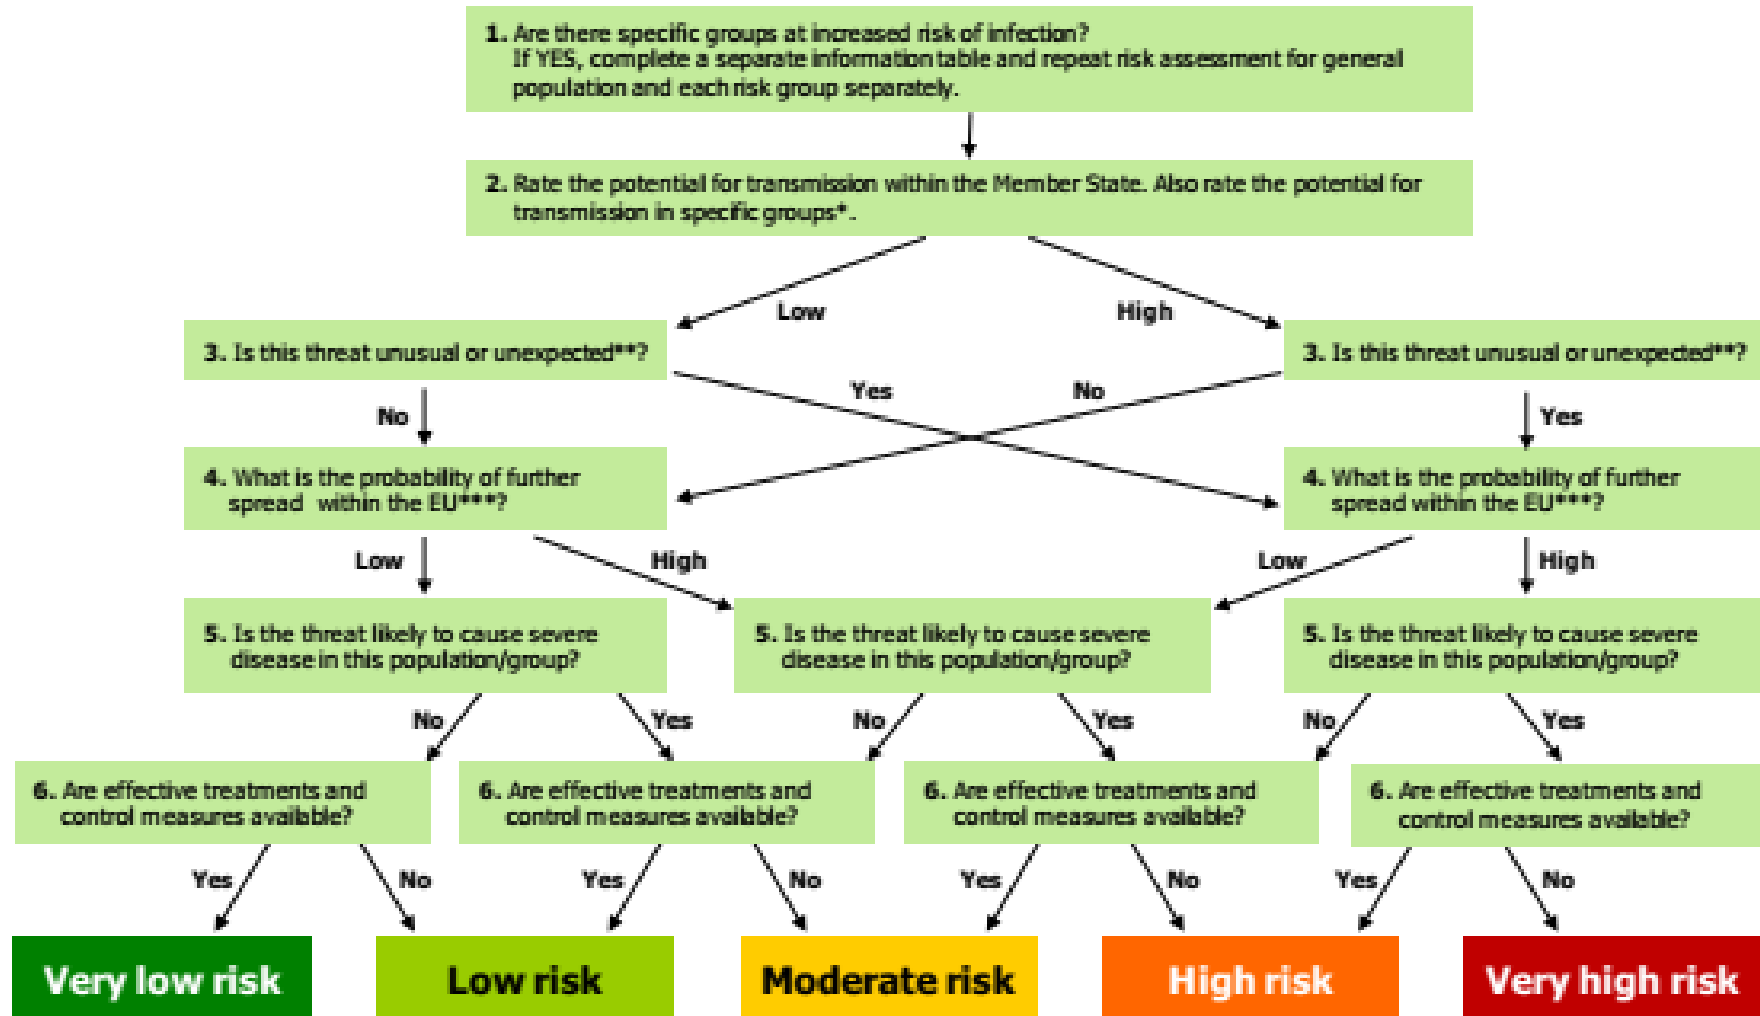 1. Are there specific groups at increased risk of infection?
If YES, complete a separate information table and repeat risk assessment for general
population and each risk group separately.
2. Rate the potential for transmission within the Member State. Also rate the potential for
transmission in specific groups*.
Low
High
3. Is this threat unusual or unexpected**?
3. Is this threat unusual or unexpected**?
Yes
No
No
Yes
4. What is the probability of further
spread within the EU***?
4. What is the probability of further
spread within the EU***?
Low
High
Low
High
5. Is the threat likely to cause severe
disease in this population/group?
5. Is the threat likely to cause severe
disease in this population/group?
5. Is the threat likely to cause severe
disease in this population/group?
No
Yes
No
Yes
No
Yes
6. Are effective treatments and
control measures available?
6. Are effective treatments and
control measures available?
6. Are effective treatments and
control measures available?
6. Are effective treatments and
control measures available?
Yes
No
Yes
No
Yes
No
Yes
No
Very low risk
Low risk
Moderate risk
High risk
Very high risk